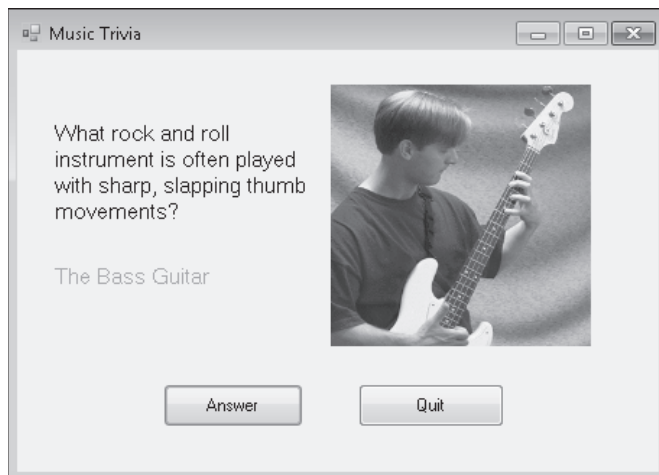 Music Trivia
What rock and roll
instrument is often played
with sharp, slapping thumb
movements?
The Bass Guitar
Answer
Quit